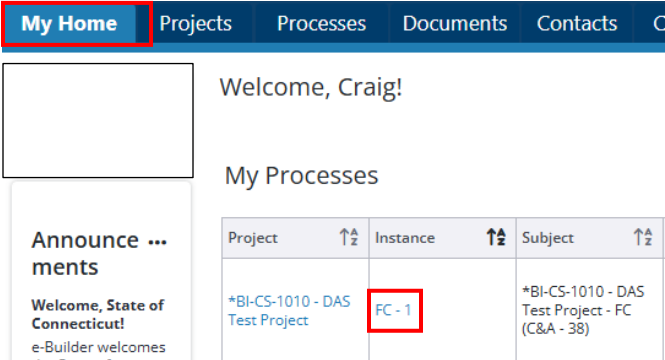 My Home Projects Processes Documents Contacts
Welcome, Craig!
My Processes
Announce ...
ments
Welcome, State of
Connecticut!
e-Builder welcomes
Project Instance Subject
*BI-CS-1010 - DAS
Test Project
FC - 1
*BI-CS-1010 - DAS
Test Project - FC
(C&A - 38)